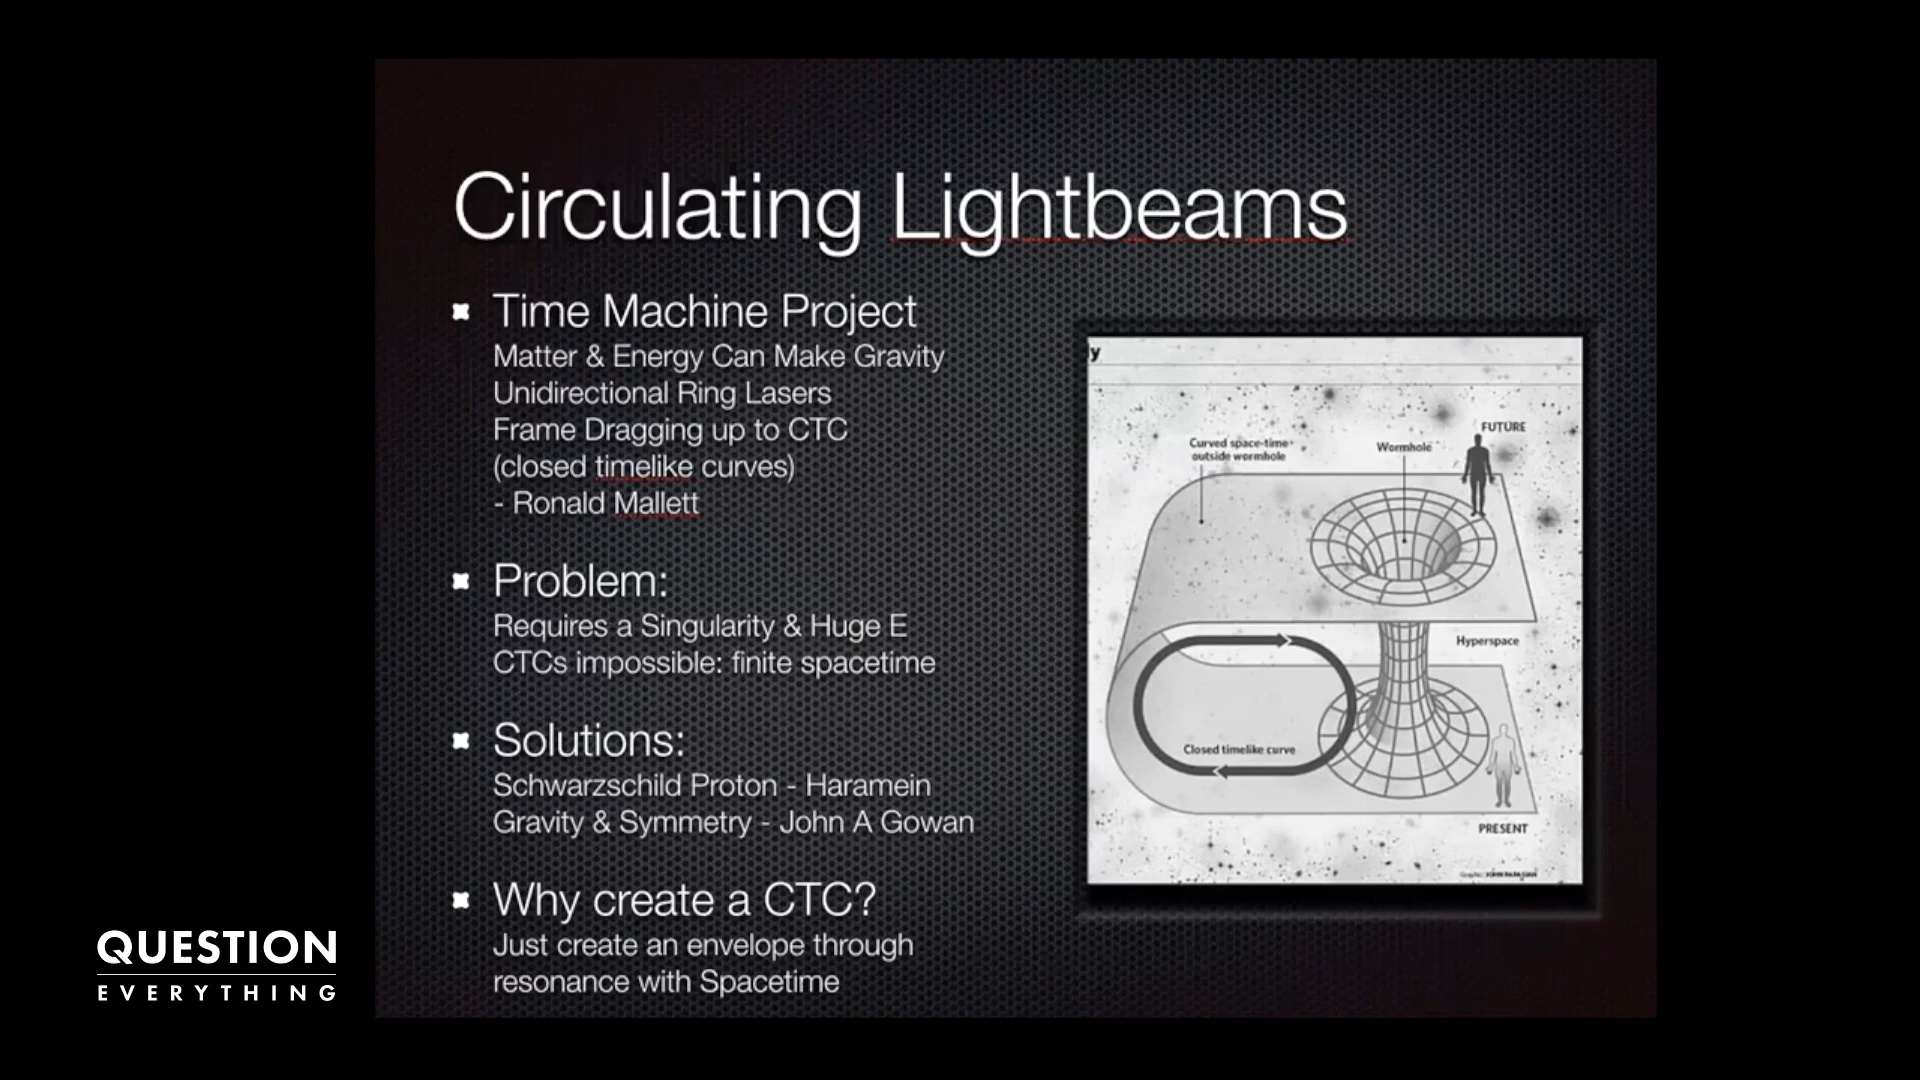 Circulating Lightbeams
Time Machine Project
Matter & Energy Can Make Gravity
Unidirectional Ring Lasers
Frame Dragging up to CTC
(closed timelike curves)
- Ronald Mallett
Problem:
Requires a Singularity & Huge E
CTCs impossible: finite spacetime
Solutions:
Schwarzschild Proton - Haramein
Gravity & Symmetry - John A Gowan
Why create a CTC?
Just create an envelope through
resonance with Spacetime
y
FUTURE
Curved space-time
outside wormhole
Wormhole
Hyperspace
Closed timelike curve
PRESENT
QUESTION
EVERYTHING